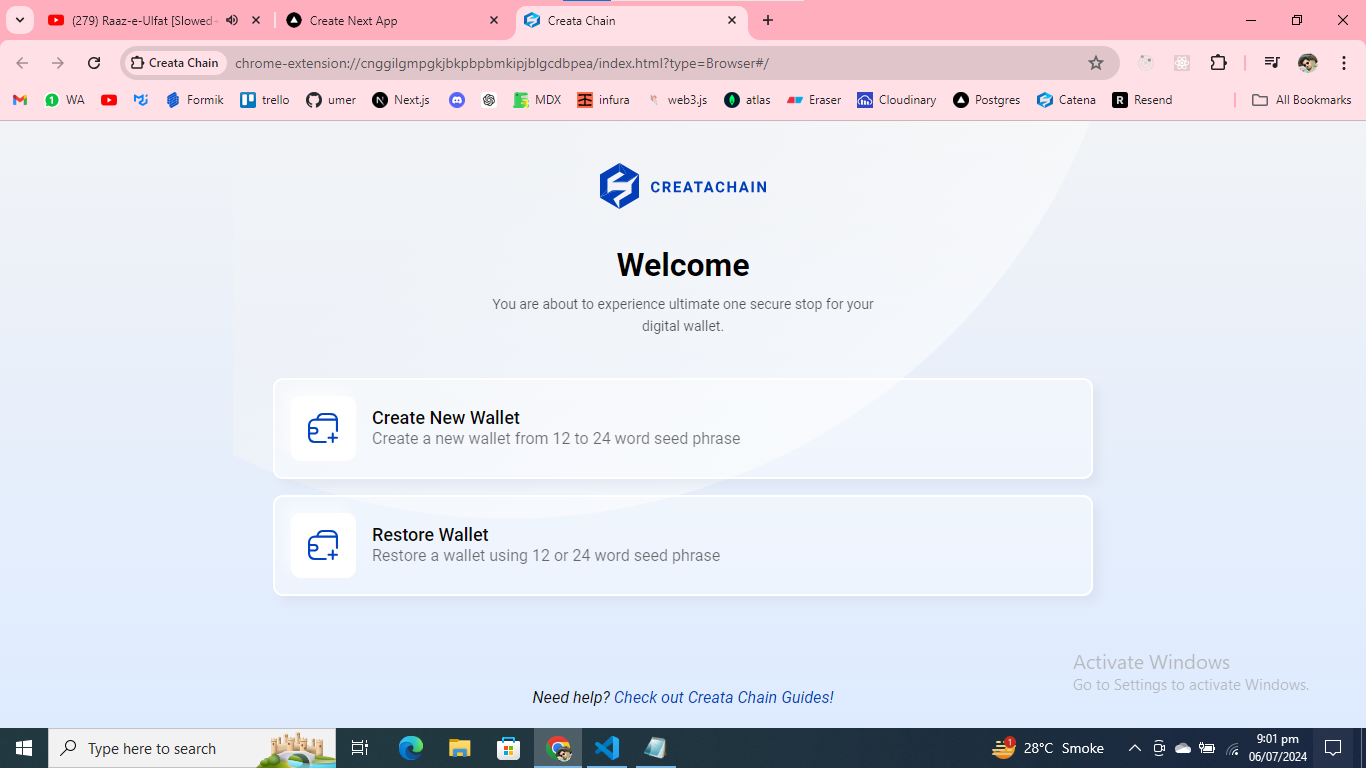 (279) Raaz-e-Ulfat [Slowed
Create Next App
Creata Chain
Creata Chain
chrome-extension://cnggilgmpgkjbkpbpbmkipjblgcdbpea/index.html?type=Browser#/
1 WA
Formik
trello
umer
N Next.js
MDX
infura
web3.js
atlas
Eraser
Cloudinary
Postgres
Catena
R Resend
All Bookmarks
CREATACHAIN
Welcome
You are about to experience ultimate one secure stop for your
digital wallet.
Create New Wallet
Create a new wallet from 12 to 24 word seed phrase
Restore Wallet
Restore a wallet using 12 or 24 word seed phrase
Activate Windows
Go to Settings to activate Windows.
Need help? Check out Creata Chain Guides!
Type here to search
1
28°C Smoke
9:01 pm
06/07/2024